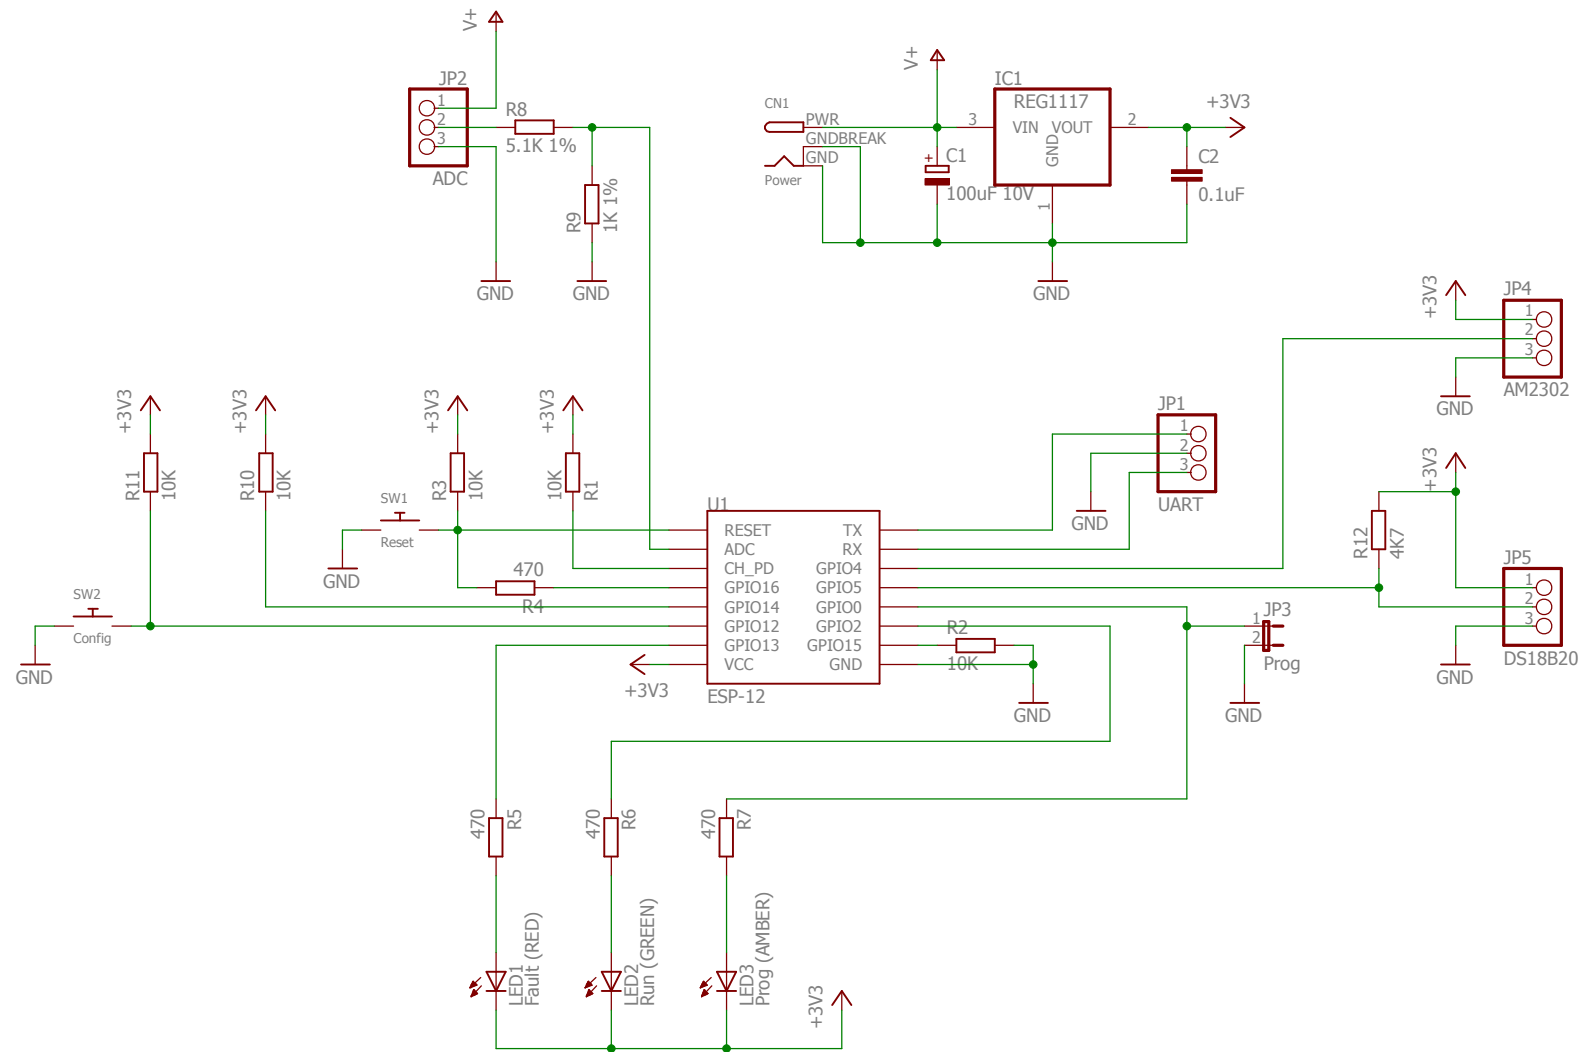 V+
JP2
1
2
3
ADC
R8
5.1K 1%
R9
1K 1%
GND
GND
V+
CN1
PWR
GNDBREAK
GND
Power
+
C1
100uF 10V
IC1
REG1117
3
VIN
VOUT
GND
2
1
+3V3
C2
0.1uF
GND
+3V3
JP4
1
2
3
AM2302
GND
+3V3
R11
10K
+3V3
R10
10K
+3V3
R3
10K
+3V3
10K
R1
JP1
1
2
3
UART
GND
+3V3
R12
4K7
JP5
1
2
3
DS18B20
GND
SW1
Reset
GND
470
R4
SW2
Config
GND
U1
RESET
ADC
CH_PD
GPIO16
GPIO14
GPIO12
GPIO13
VCC
TX
RX
GPIO4
GPIO5
GPIO0
GPIO2
GPIO15
GND
ESP-12
+3V3
R2
10K
GND
JP3
1
2
Prog
GND
470
R5
470
R6
470
R7
LED1
Fault (RED)
LED2
Run (GREEN)
LED3
Prog (AMBER)
+3V3